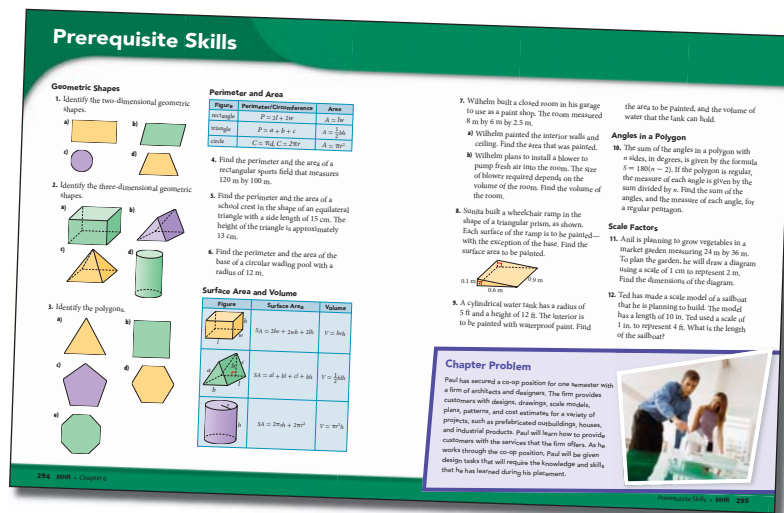 Prerequisite Skills
Geometric Shapes
1. Identify the two-dimensional geometric
shapes.
a)
b)
c)
d)
2. Identify the three-dimensional geometric
shapes.
a)
b)
c)
d)
3. Identify the polygons.
a)
b)
c)
d)
e)
Perimeter and Area
Figure Perimeter/Circumference Area
rectangle P = 2l + 2w A = lw
triangle P = a + b + c A = ½bh
circle C = πd, C = 2πr A = πr²
4. Find the perimeter and the area of a
rectangular sports field that measures
120 m by 100 m.
5. Find the perimeter and the area of a
school crest in the shape of an equilateral
triangle with a side length of 15 cm. The
height of the triangle is approximately
13 cm.
6. Find the perimeter and the area of the
base of a circular wading pool with a
radius of 12 m.
Surface Area and Volume
Figure Surface Area Volume
h
w
l
SA = 2lw + 2wh + 2lh V = lwh
a
c
h
b
l
SA = al + bl + cl + bh V = ½blh
r
h
SA = 2πrh + 2πr² V = πr²h
7. Wilhelm built a closed room in his garage
to use as a paint shop. The room measured
8 m by 6 m by 2.5 m.
a) Wilhelm painted the interior walls and
ceiling. Find the area that was painted.
b) Wilhelm plans to install a blower to
pump fresh air into the room. The size
of blower required depends on the
volume of the room. Find the volume of
the room.
8. Sunita built a wheelchair ramp in the
shape of a triangular prism, as shown.
Each surface of the ramp is to be painted—
with the exception of the base. Find the
surface area to be painted.
0.1 m
0.9 m
0.6 m
9. A cylindrical water tank has a radius of
5 ft and a height of 12 ft. The interior is
to be painted with waterproof paint. Find
the area to be painted, and the volume of
water that the tank can hold.
Angles in a Polygon
10. The sum of the angles in a polygon with
n sides, in degrees, is given by the formula
S = 180(n − 2). If the polygon is regular,
the measure of each angle is given by the
sum divided by n. Find the sum of the
angles, and the measure of each angle, for
a regular pentagon.
Scale Factors
11. Anil is planning to grow vegetables in a
market garden measuring 24 m by 36 m.
To plan the garden, he will draw a diagram
using a scale of 1 cm to represent 2 m.
Find the dimensions of the diagram.
12. Ted has made a scale model of a sailboat
that he is planning to build. The model
has a length of 10 in. Ted used a scale of
1 in. to represent 4 ft. What is the length
of the sailboat?
Chapter Problem
Paul has secured a co-op position for one semester with
a firm of architects and designers. The firm provides
customers with designs, drawings, scale models,
plans, patterns, and cost estimates for a variety of
projects, such as prefabricated outbuildings, houses,
and industrial products. Paul will learn how to provide
customers with the services that the firm offers. As he
works through the co-op position, Paul will be given
design tasks that will require the knowledge and skills
that he has learned during his placement.
294 MHR • Chapter 6
Prerequisite Skills • MHR 295